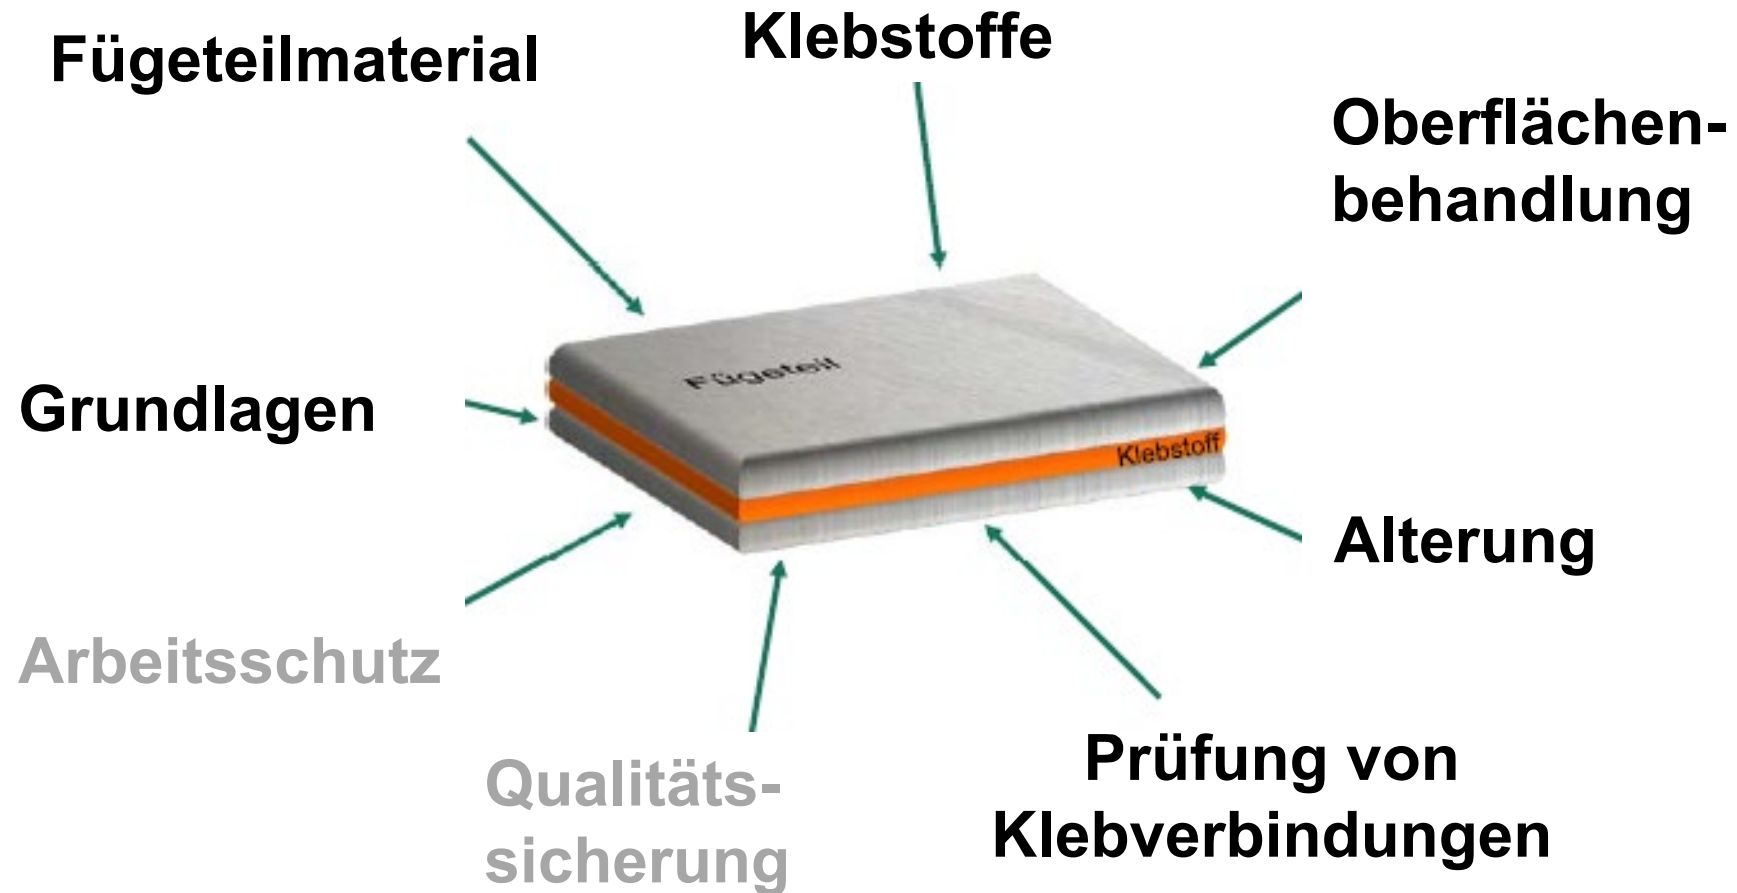 Klebstoffe
Fügeteilmaterial
Oberflächen-
behandlung
Fügeteil
Grundlagen
Klebstoff
Alterung
Arbeitsschutz
Prüfung von
Klebverbindungen
Qualitäts-
sicherung